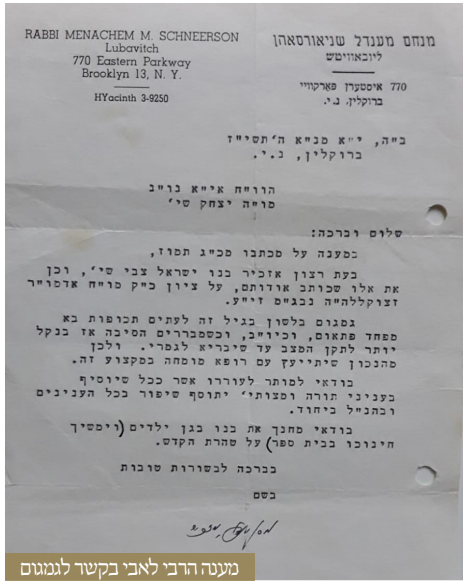 RABBI MENACHEM M. SCHNEERSON
Lubavitch
770 Eastern Parkway
Brooklyn 13, N. Y.
HYacinth 3-9250
מנחם מענדל שניאורסאהן
ליובאוויטש
770 איסטערן פארקוויי
ברוקלין, נ.י.
ב"ה, י"א מנ"א ה'תשי"ז
ברוקלין, נ.י.
הוו"ח אי"א נו"נ
מו"ה יצחק שי'
שלום וברכה:
במענה על מכתבו מכ"ג תמוז,
בעת רצון אזכיר בנו ישראל צבי שי', וכן
את אלו שכותב אודותם, על ציון כ"ק מו"ח אדמו"ר
זצוקללה"ה נבג"מ זי"ע.
גמגום בלשון בגיל זה לעתים תכופות בא
מפחד פתאום, וכיו"ב, וכשמבררים הסיבה אז בנקל
יותר לתקן המצב עד שיבריא לגמרי. ולכן
מהנכון שיתייעץ עם רופא מומחה במקצוע זה.
בודאי למותר לעוררו אשר ככל שיוסיף
בעניני תורה ומצותי' יתוסף שיפור בכל הענינים
ובהנ"ל ביחוד.
בודאי מחנך את בנו בגן ילדים (וימשיך
חינוכו בבית ספר) על טהרת הקדש.
בברכה לבשורות טובות
בשם
מענה הרבי לאבי בקשר לגמגום